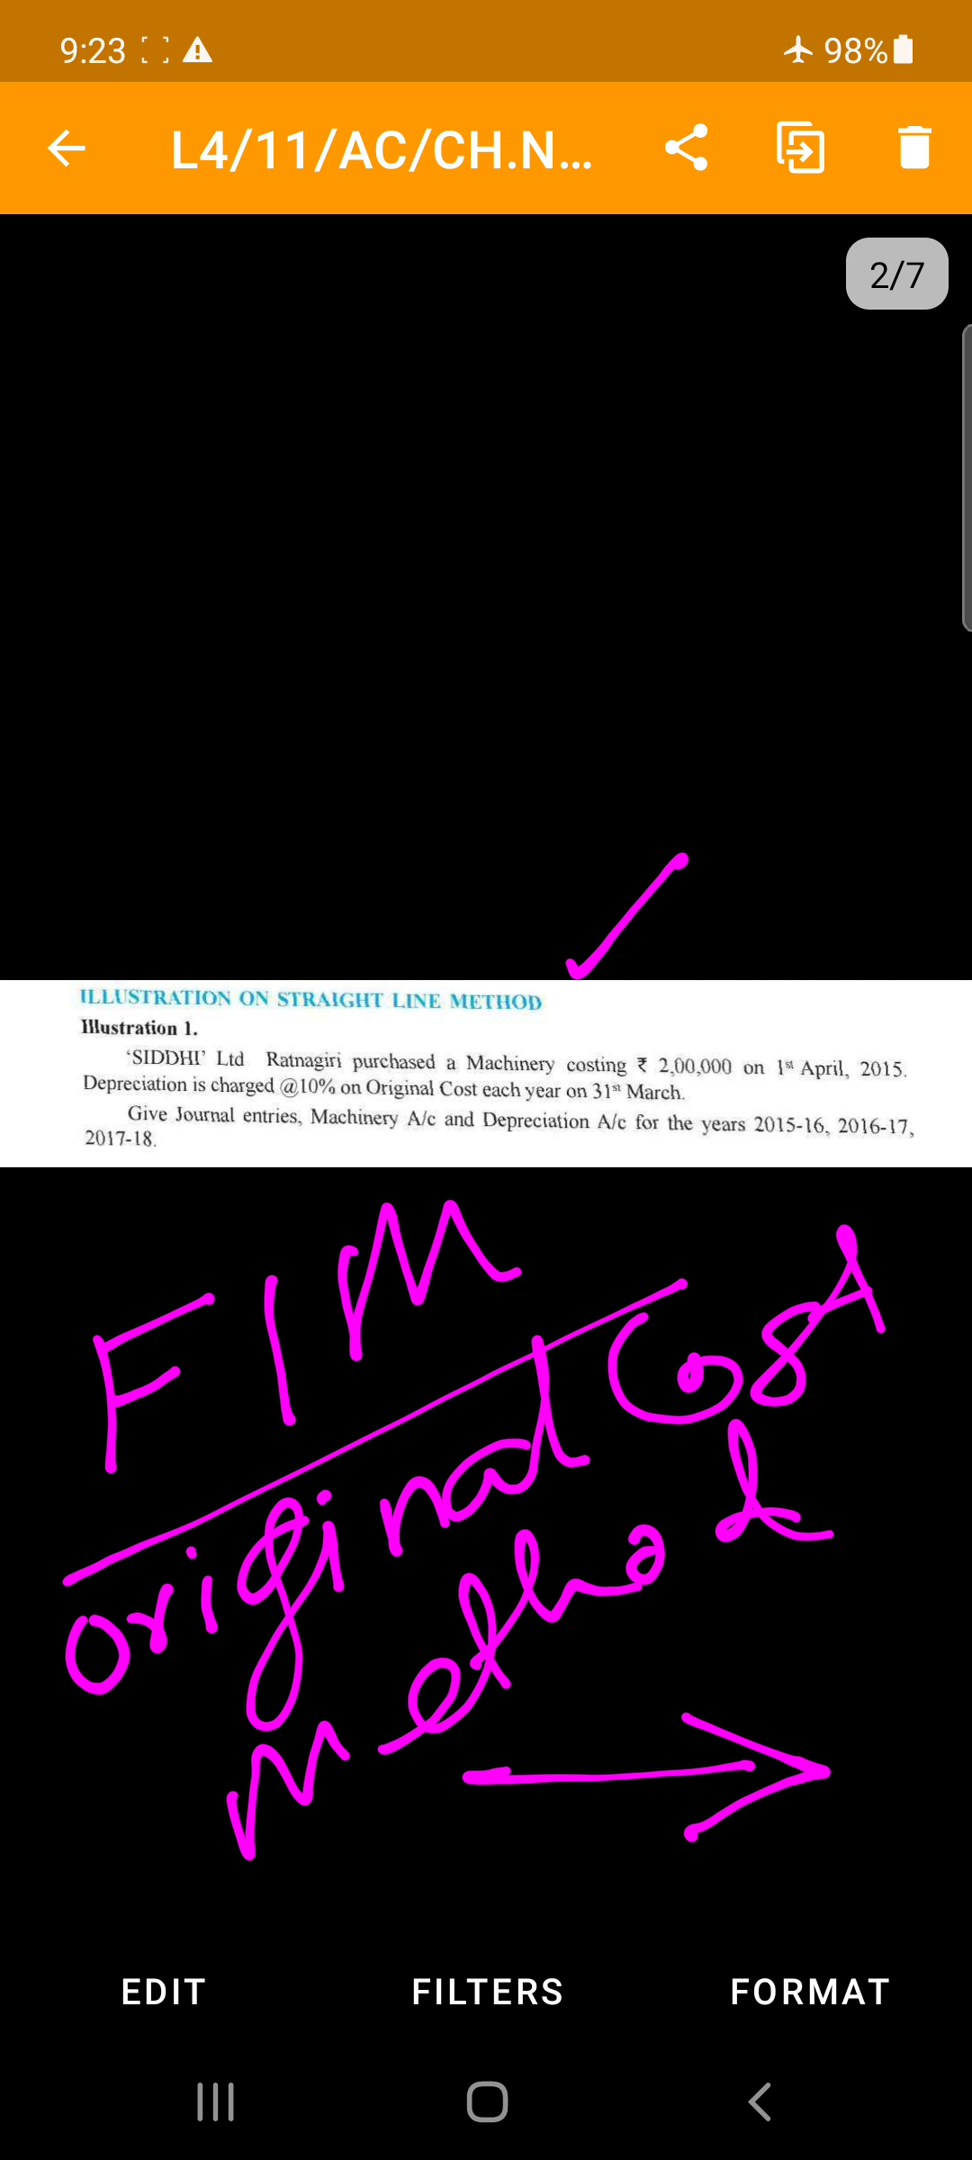 9:23 98%
L4/11/AC/CH.N...
2/7
ILLUSTRATION ON STRAIGHT LINE METHOD
Illustration 1.
‘SIDDHI’ Ltd Ratnagiri purchased a Machinery costing ₹ 2,00,000 on 1st April, 2015.
Depreciation is charged @10% on Original Cost each year on 31st March.
Give Journal entries, Machinery A/c and Depreciation A/c for the years 2015-16, 2016-17,
2017-18.
FIM
original Cost
method
EDIT FILTERS FORMAT